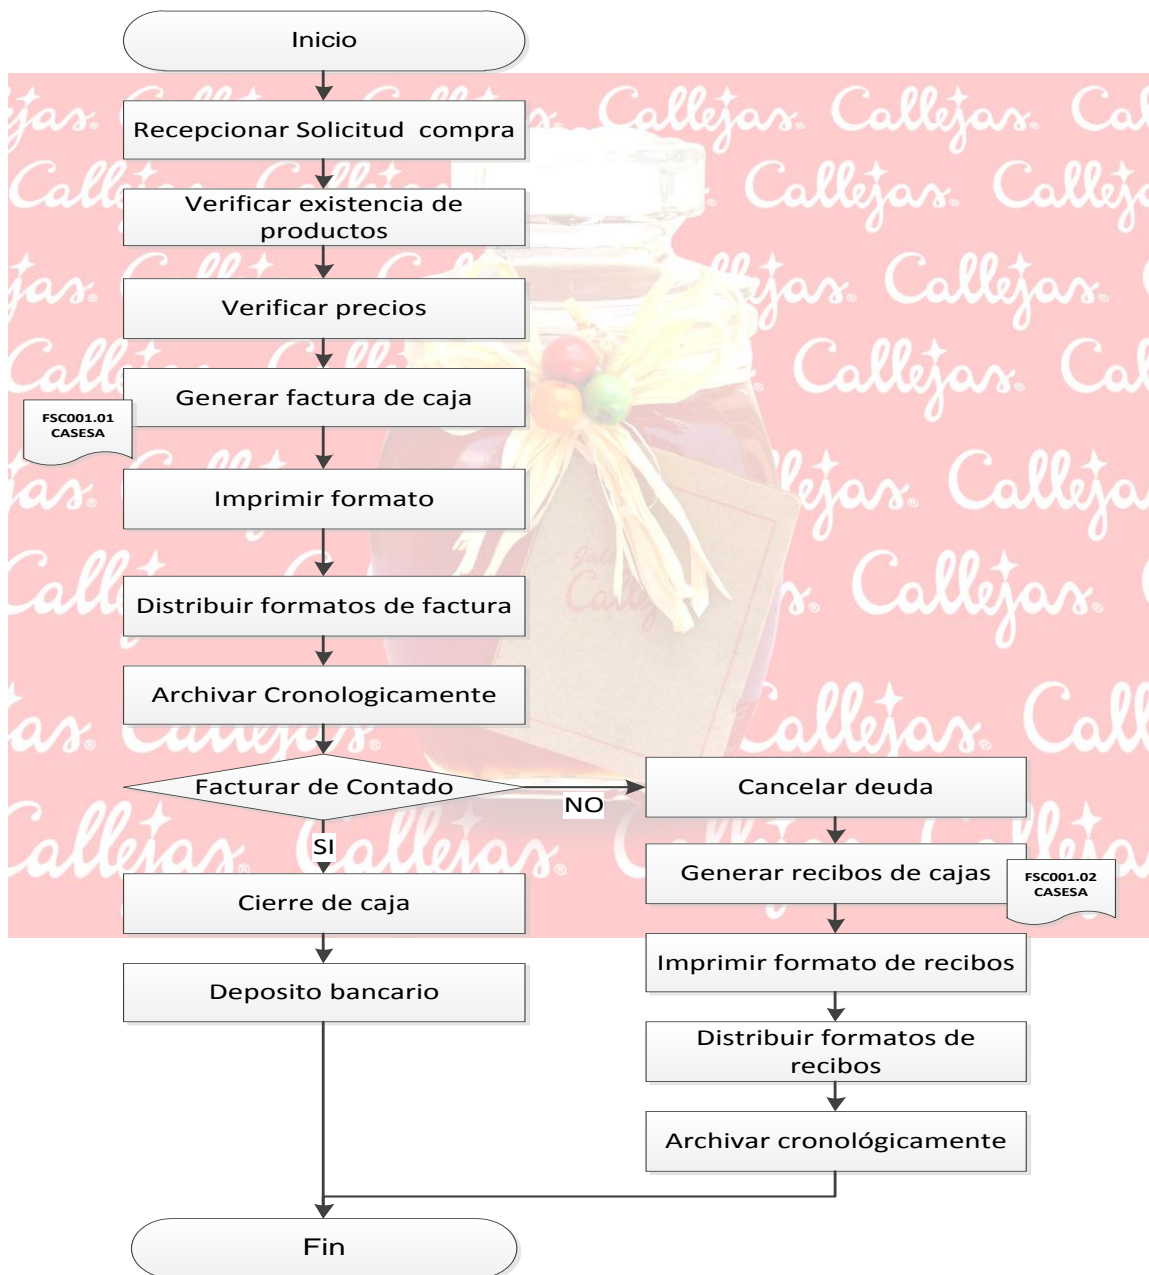 Inicio
Recepcionar Solicitud compra
Verificar existencia de
productos
Verificar precios
Generar factura de caja
FSC001.01
CASESA
Imprimir formato
Distribuir formatos de factura
Archivar Cronologicamente
Facturar de Contado
NO
SI
Cancelar deuda
Generar recibos de cajas
FSC001.02
CASESA
Imprimir formato de recibos
Distribuir formatos de
recibos
Archivar cronológicamente
Cierre de caja
Deposito bancario
Fin
Callejas